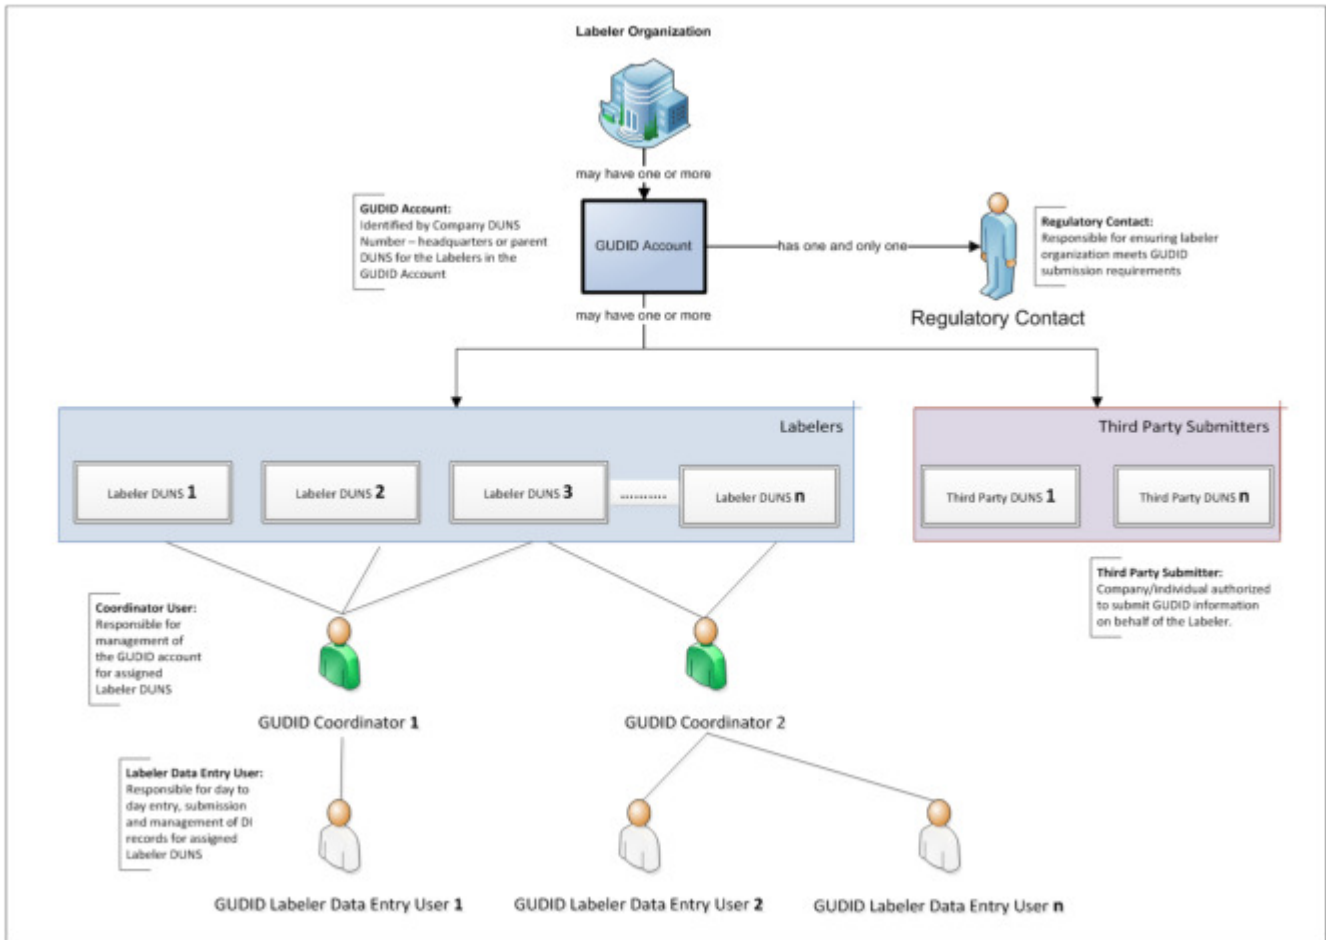 Labeler Organization
may have one or more
GUDID Account:
Identified by Company DUNS
Number – headquarters or parent
DUNS for the Labelers in the
GUDID Account
GUDID Account
has one and only one
Regulatory Contact:
Responsible for ensuring labeler
organization meets GUDID
submission requirements
Regulatory Contact
may have one or more
Labelers
Labeler DUNS 1
Labeler DUNS 2
Labeler DUNS 3
..........
Labeler DUNS n
Third Party Submitters
Third Party DUNS 1
Third Party DUNS n
Third Party Submitter:
Company/Individual authorized
to submit GUDID information
on behalf of the Labeler.
Coordinator User:
Responsible for
management of
the GUDID account
for assigned
Labeler DUNS
GUDID Coordinator 1
GUDID Coordinator 2
Labeler Data Entry User:
Responsible for day to
day entry, submission
and management of DI
records for assigned
Labeler DUNS
GUDID Labeler Data Entry User 1
GUDID Labeler Data Entry User 2
GUDID Labeler Data Entry User n